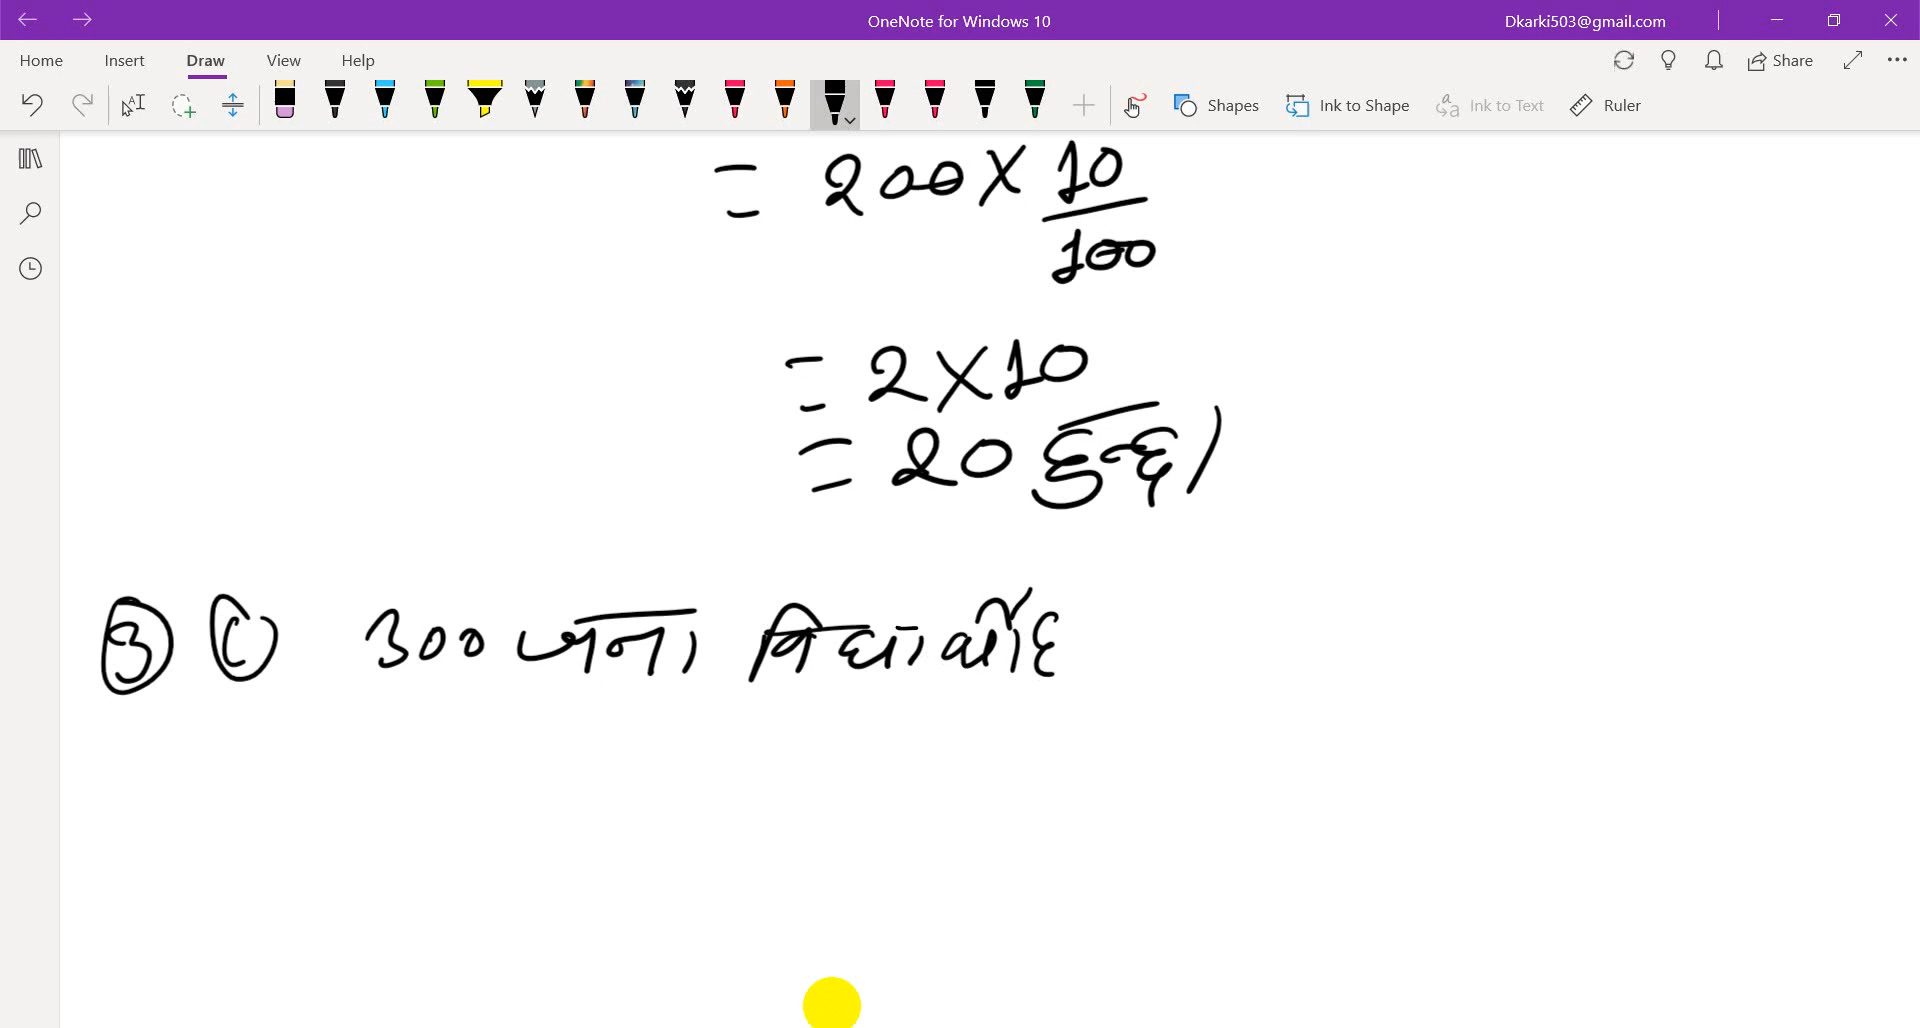 OneNote for Windows 10 Dkarki503@gmail.com
Home Insert Draw View Help Share
Shapes Ink to Shape Ink to Text Ruler
= 200 × 10
100
= 2 × 10
= 20 हुन्छ।
3 c 300 जना विद्यार्थी